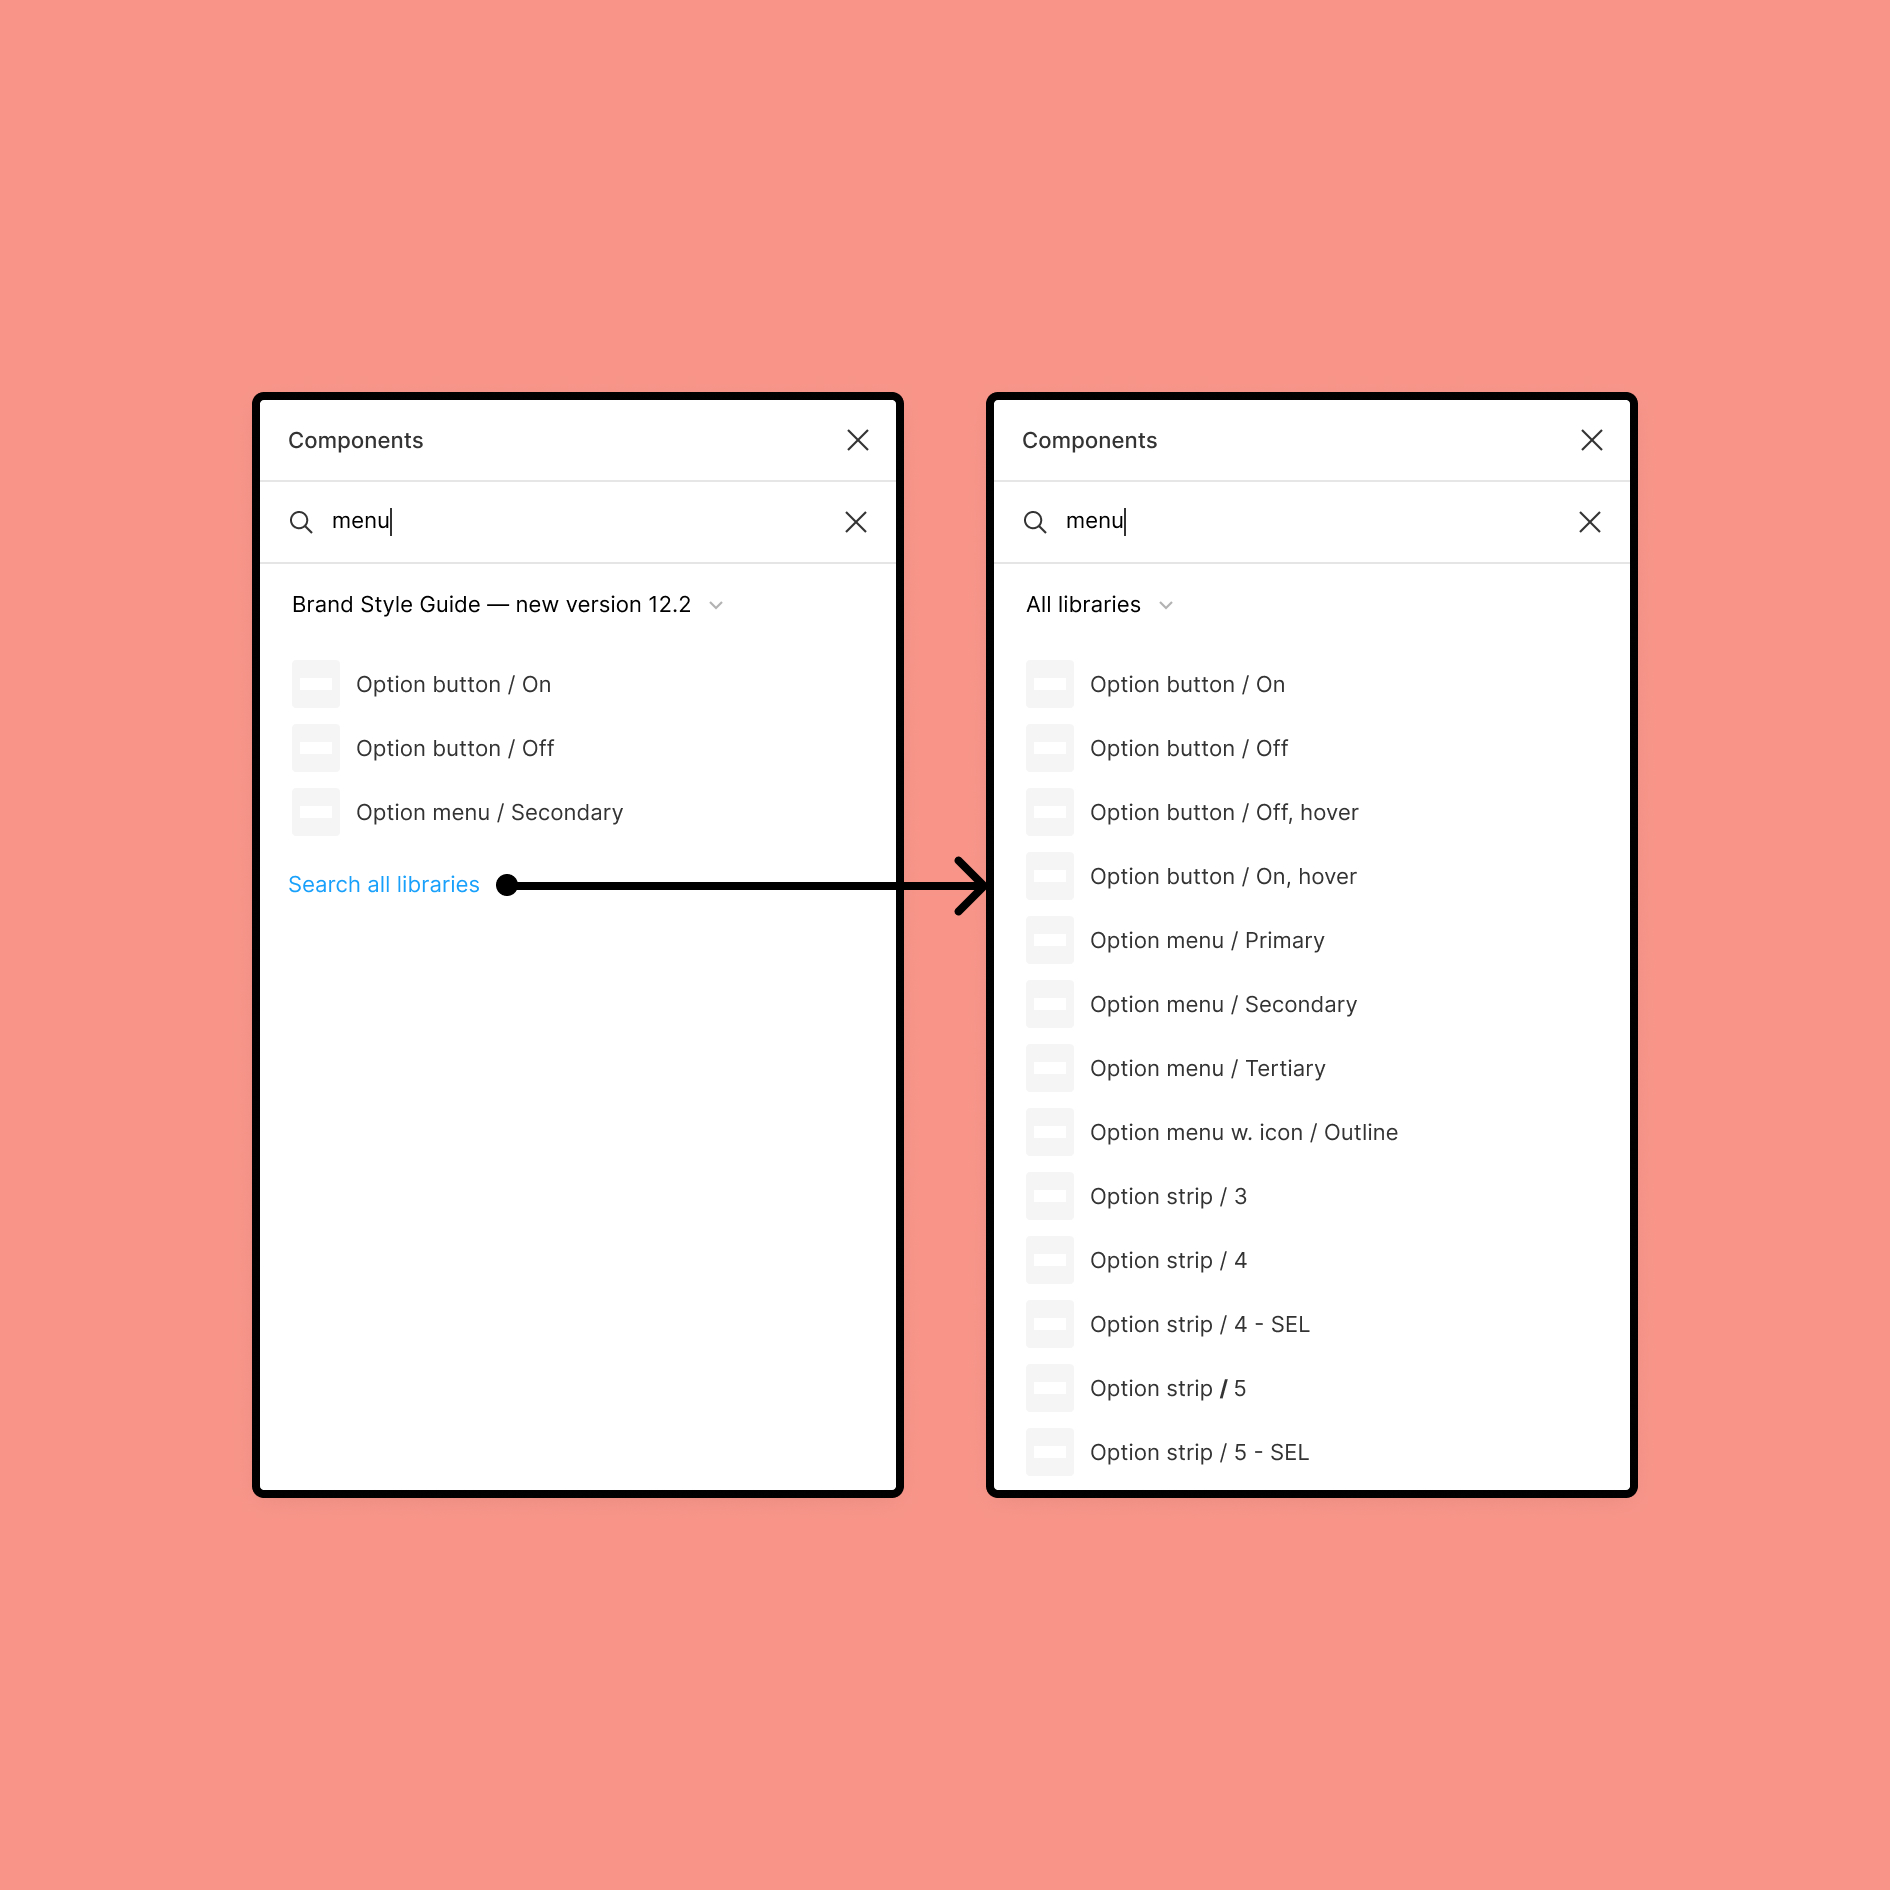 Components
menu
Brand Style Guide — new version 12.2
Option button / On
Option button / Off
Option menu / Secondary
Search all libraries
Components
menu
All libraries
Option button / On
Option button / Off
Option button / Off, hover
Option button / On, hover
Option menu / Primary
Option menu / Secondary
Option menu / Tertiary
Option menu w. icon / Outline
Option strip / 3
Option strip / 4
Option strip / 4 - SEL
Option strip / 5
Option strip / 5 - SEL